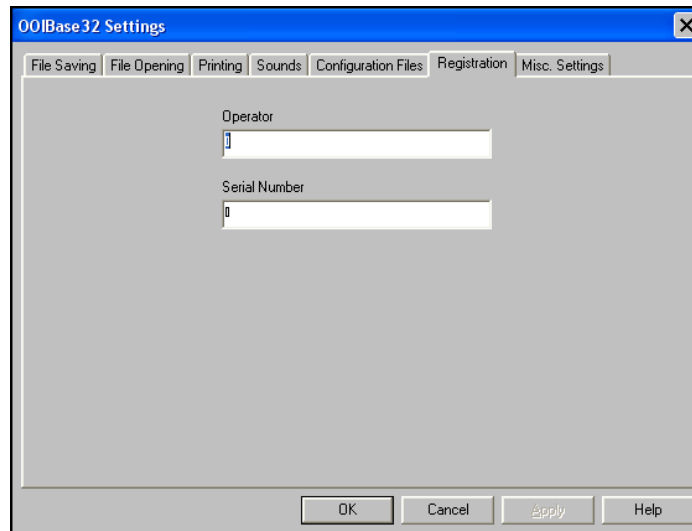 OOIBase32 Settings
File Saving File Opening Printing Sounds Configuration Files Registration Misc. Settings
Operator
Serial Number
OK Cancel Apply Help